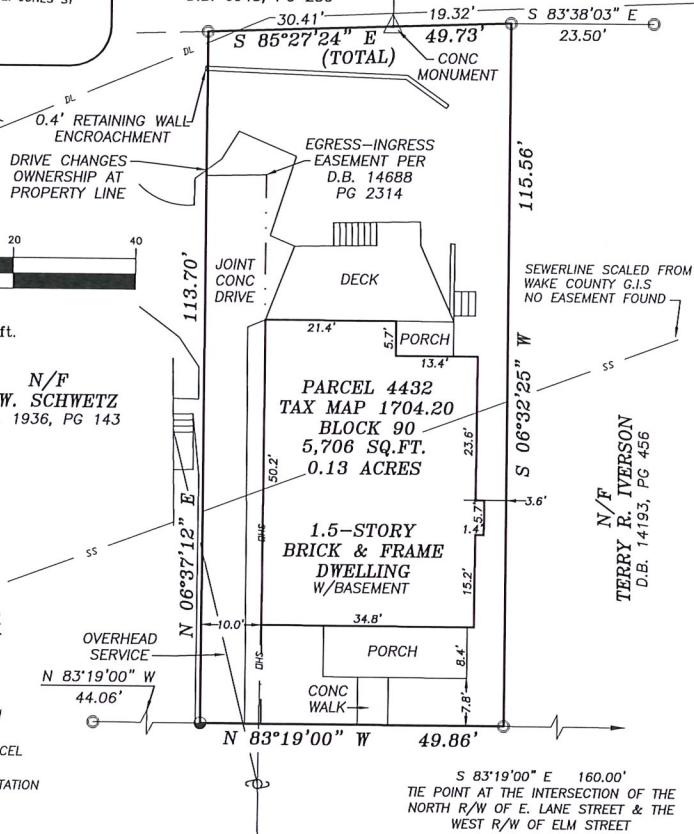 30.41'
19.32'
S 83°38'03" E
S 85°27'24" E
49.73'
23.50'
(TOTAL)
CONC
MONUMENT
DL
DL
0.4' RETAINING WALL
ENCROACHMENT
DRIVE CHANGES
OWNERSHIP AT
PROPERTY LINE
EGRESS-INGRESS
EASEMENT PER
D.B. 14688
PG 2314
115.56'
20
40
ft.
113.70'
JOINT
CONC
DRIVE
DECK
SEWERLINE SCALED FROM
WAKE COUNTY G.I.S
NO EASEMENT FOUND
21.4'
5.7'
PORCH
13.4'
SS
N/F
W. SCHWETZ
1936, PG 143
PARCEL 4432
TAX MAP 1704.20
BLOCK 90
5,706 SQ.FT.
0.13 ACRES
S 06°32'25" W
23.6'
50.2'
3.6'
5.7'
1.4'
N/F
TERRY R. IVERSON
D.B. 14193, PG 456
N 06°37'12" E
OHS
SS
1.5-STORY
BRICK & FRAME
DWELLING
W/BASEMENT
15.2'
10.0'
34.8'
OVERHEAD
SERVICE
OHS
PORCH
8.4'
N 83°19'00" W
44.06'
CONC
WALK
7.8'
N 83°19'00" W
49.86'
CEL
TATION
S 83°19'00" E 160.00'
TIE POINT AT THE INTERSECTION OF THE
NORTH R/W OF E. LANE STREET & THE
WEST R/W OF ELM STREET